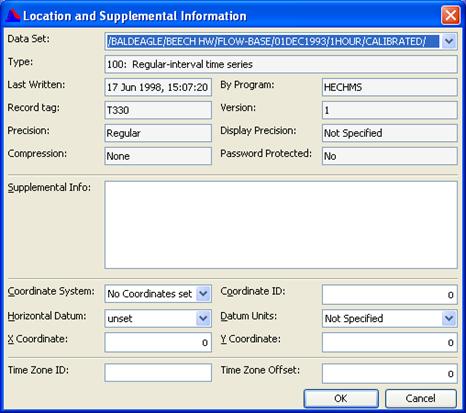 Location and Supplemental Information
Data Set: /BALDEAGLE/BEECH HW/FLOW-BASE/01DEC1993/1HOUR/CALIBRATED/
Type: 100: Regular-interval time series
Last Written: 17 Jun 1998, 15:07:20 By Program: HECHMS
Record tag: T330 Version: 1
Precision: Regular Display Precision: Not Specified
Compression: None Password Protected: No
Supplemental Info:
Coordinate System: No Coordinates set Coordinate ID: 0
Horizontal Datum: unset Datum Units: Not Specified
X Coordinate: 0 Y Coordinate: 0
Time Zone ID: Time Zone Offset: 0
OK Cancel